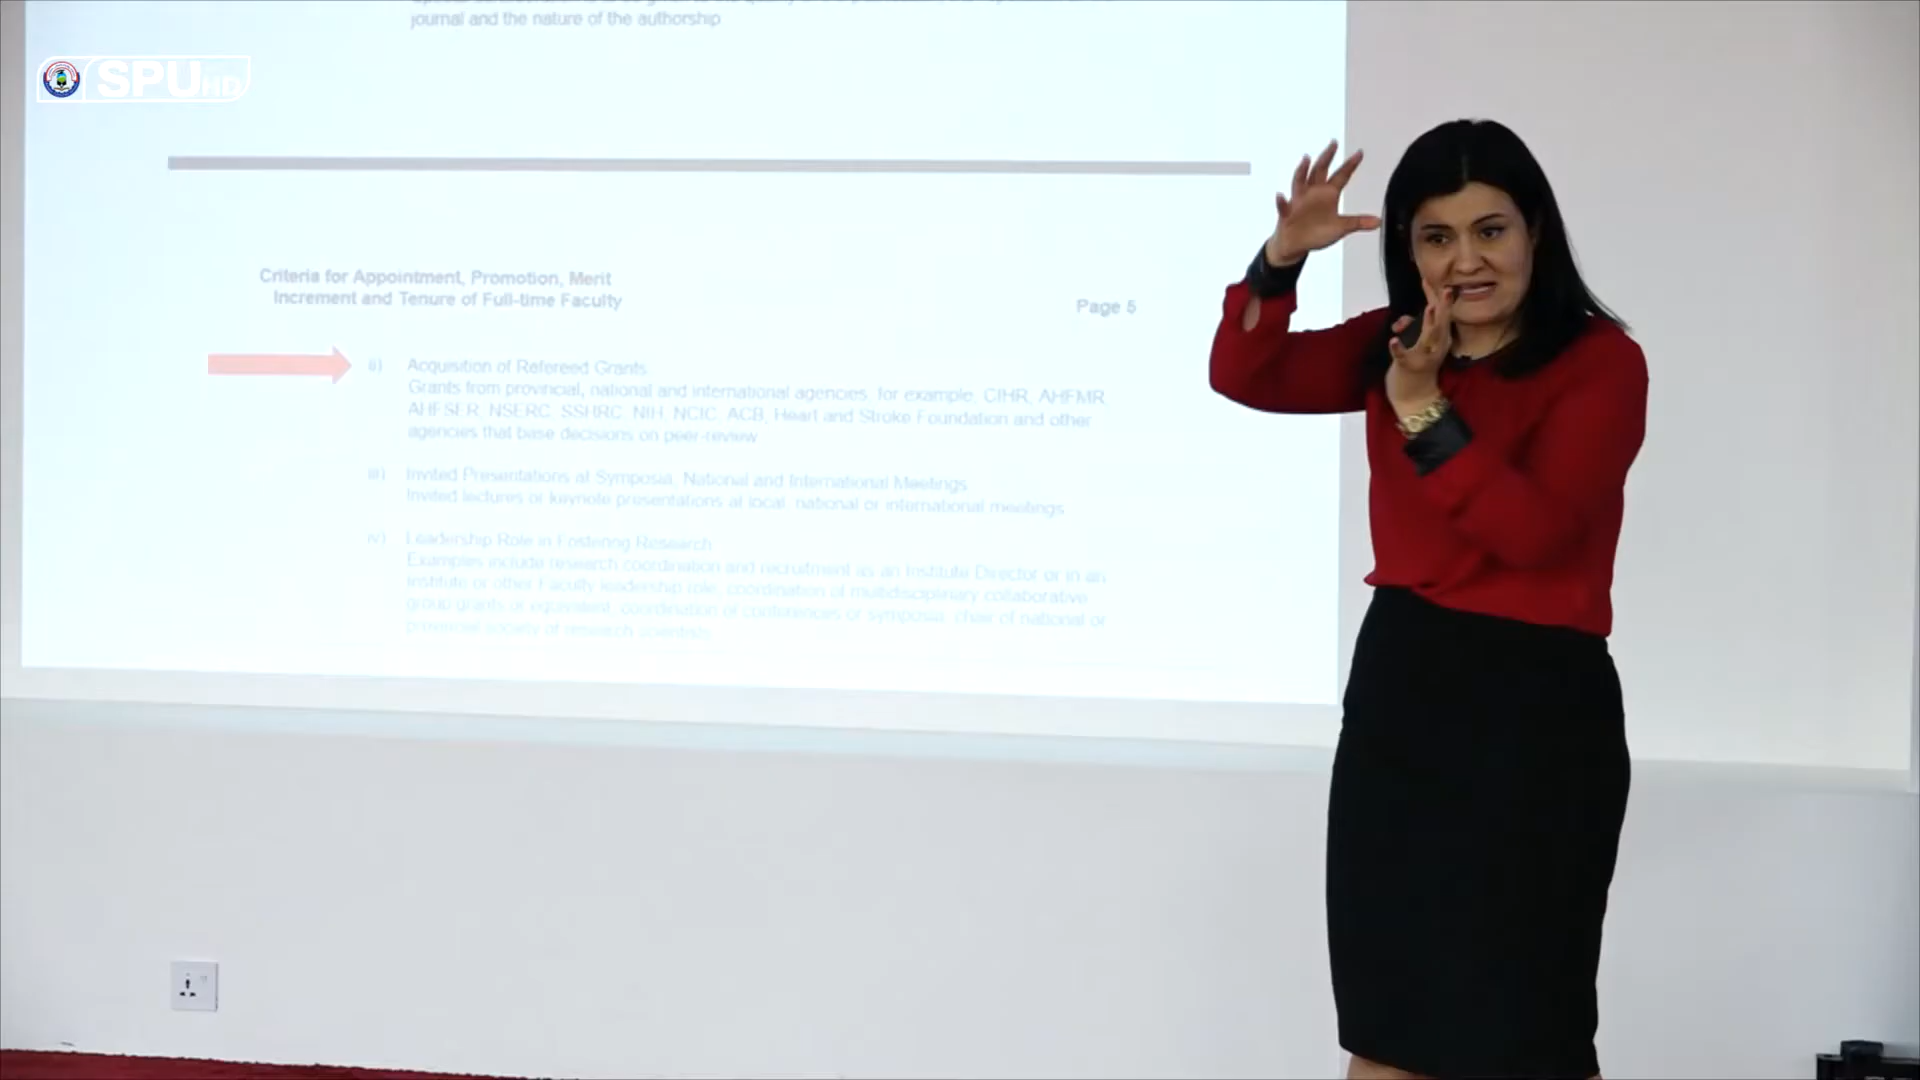 journal and the nature of the authorship
SPU HD
Criteria for Appointment, Promotion, Merit
Increment and Tenure of Full-time Faculty
Page 5
ii) Acquisition of Refereed Grants
Grants from provincial, national and international agencies, for example, CIHR, AHFMR,
AHFSER, NSERC, SSHRC, NIH, NCIC, ACB, Heart and Stroke Foundation and other
agencies that base decisions on peer-review
iii) Invited Presentations at Symposia, National and International Meetings
Invited lectures or keynote presentations at local, national or international meetings
iv) Leadership Role in Fostering Research
Examples include research coordination and recruitment as an Institute Director or in an
institute or other Faculty leadership role, coordination of multidisciplinary collaborative
group grants or equivalent, coordination of conferences or symposia, chair of national or
provincial society of research scientists